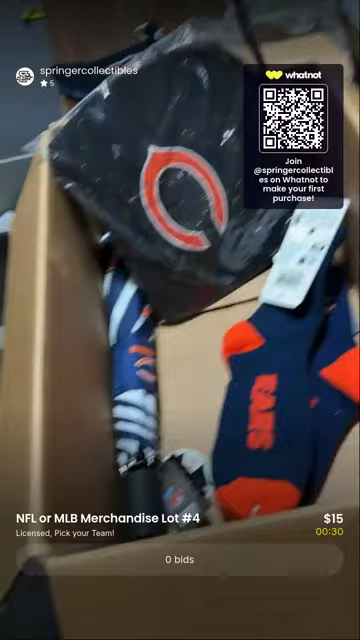 springercollectibles
★ 5
whatnot
Join
@springercollectibl
es on Whatnot to
make your first
purchase!
BEARS
NFL or MLB Merchandise Lot #4
$15
Licensed, Pick your Team!
00:30
0 bids